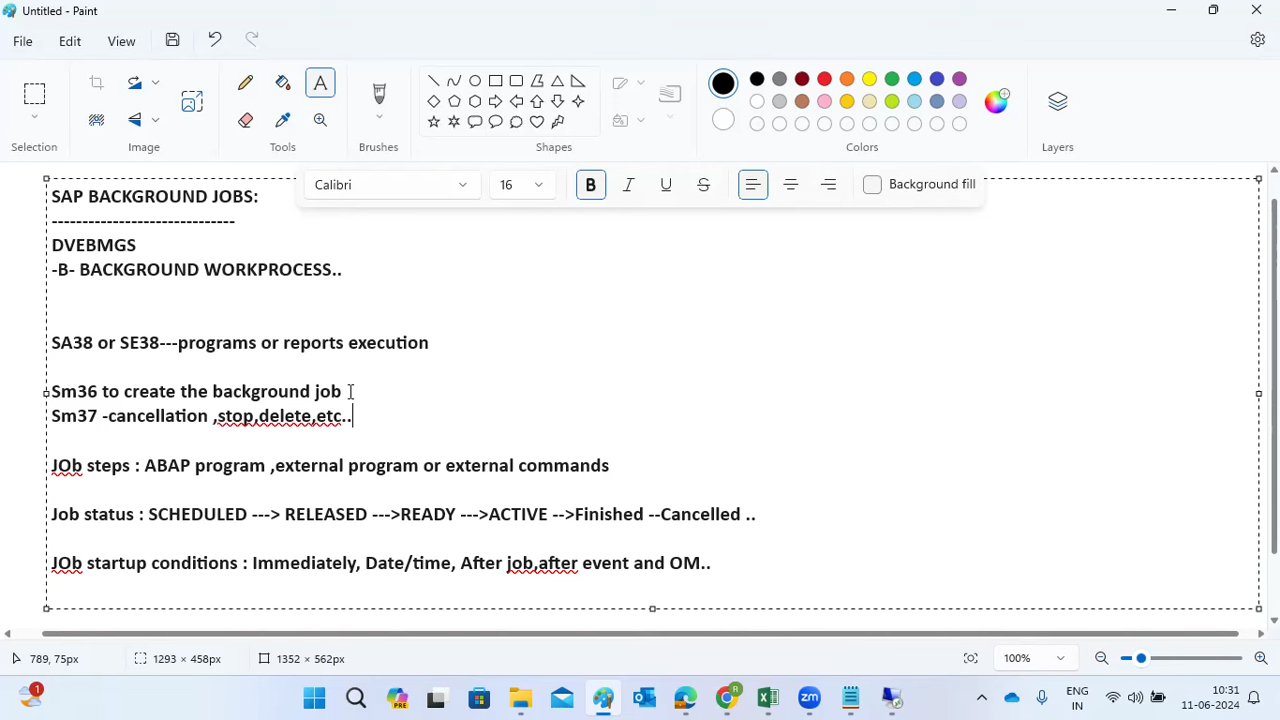 Untitled - Paint
File Edit View
Selection Image Tools Brushes Shapes Colors Layers
Calibri 16 B I U S Background fill
SAP BACKGROUND JOBS:
------------------------------
DVEBMGS
-B- BACKGROUND WORKPROCESS..
SA38 or SE38---programs or reports execution
Sm36 to create the background job
Sm37 -cancellation ,stop,delete,etc..
JOb steps : ABAP program ,external program or external commands
Job status : SCHEDULED ---> RELEASED --->READY --->ACTIVE -->Finished --Cancelled ..
JOb startup conditions : Immediately, Date/time, After job,after event and OM..
789, 75px 1293 × 458px 1352 × 562px 100%
1 PRE R zm ENG 10:31
IN 11-06-2024